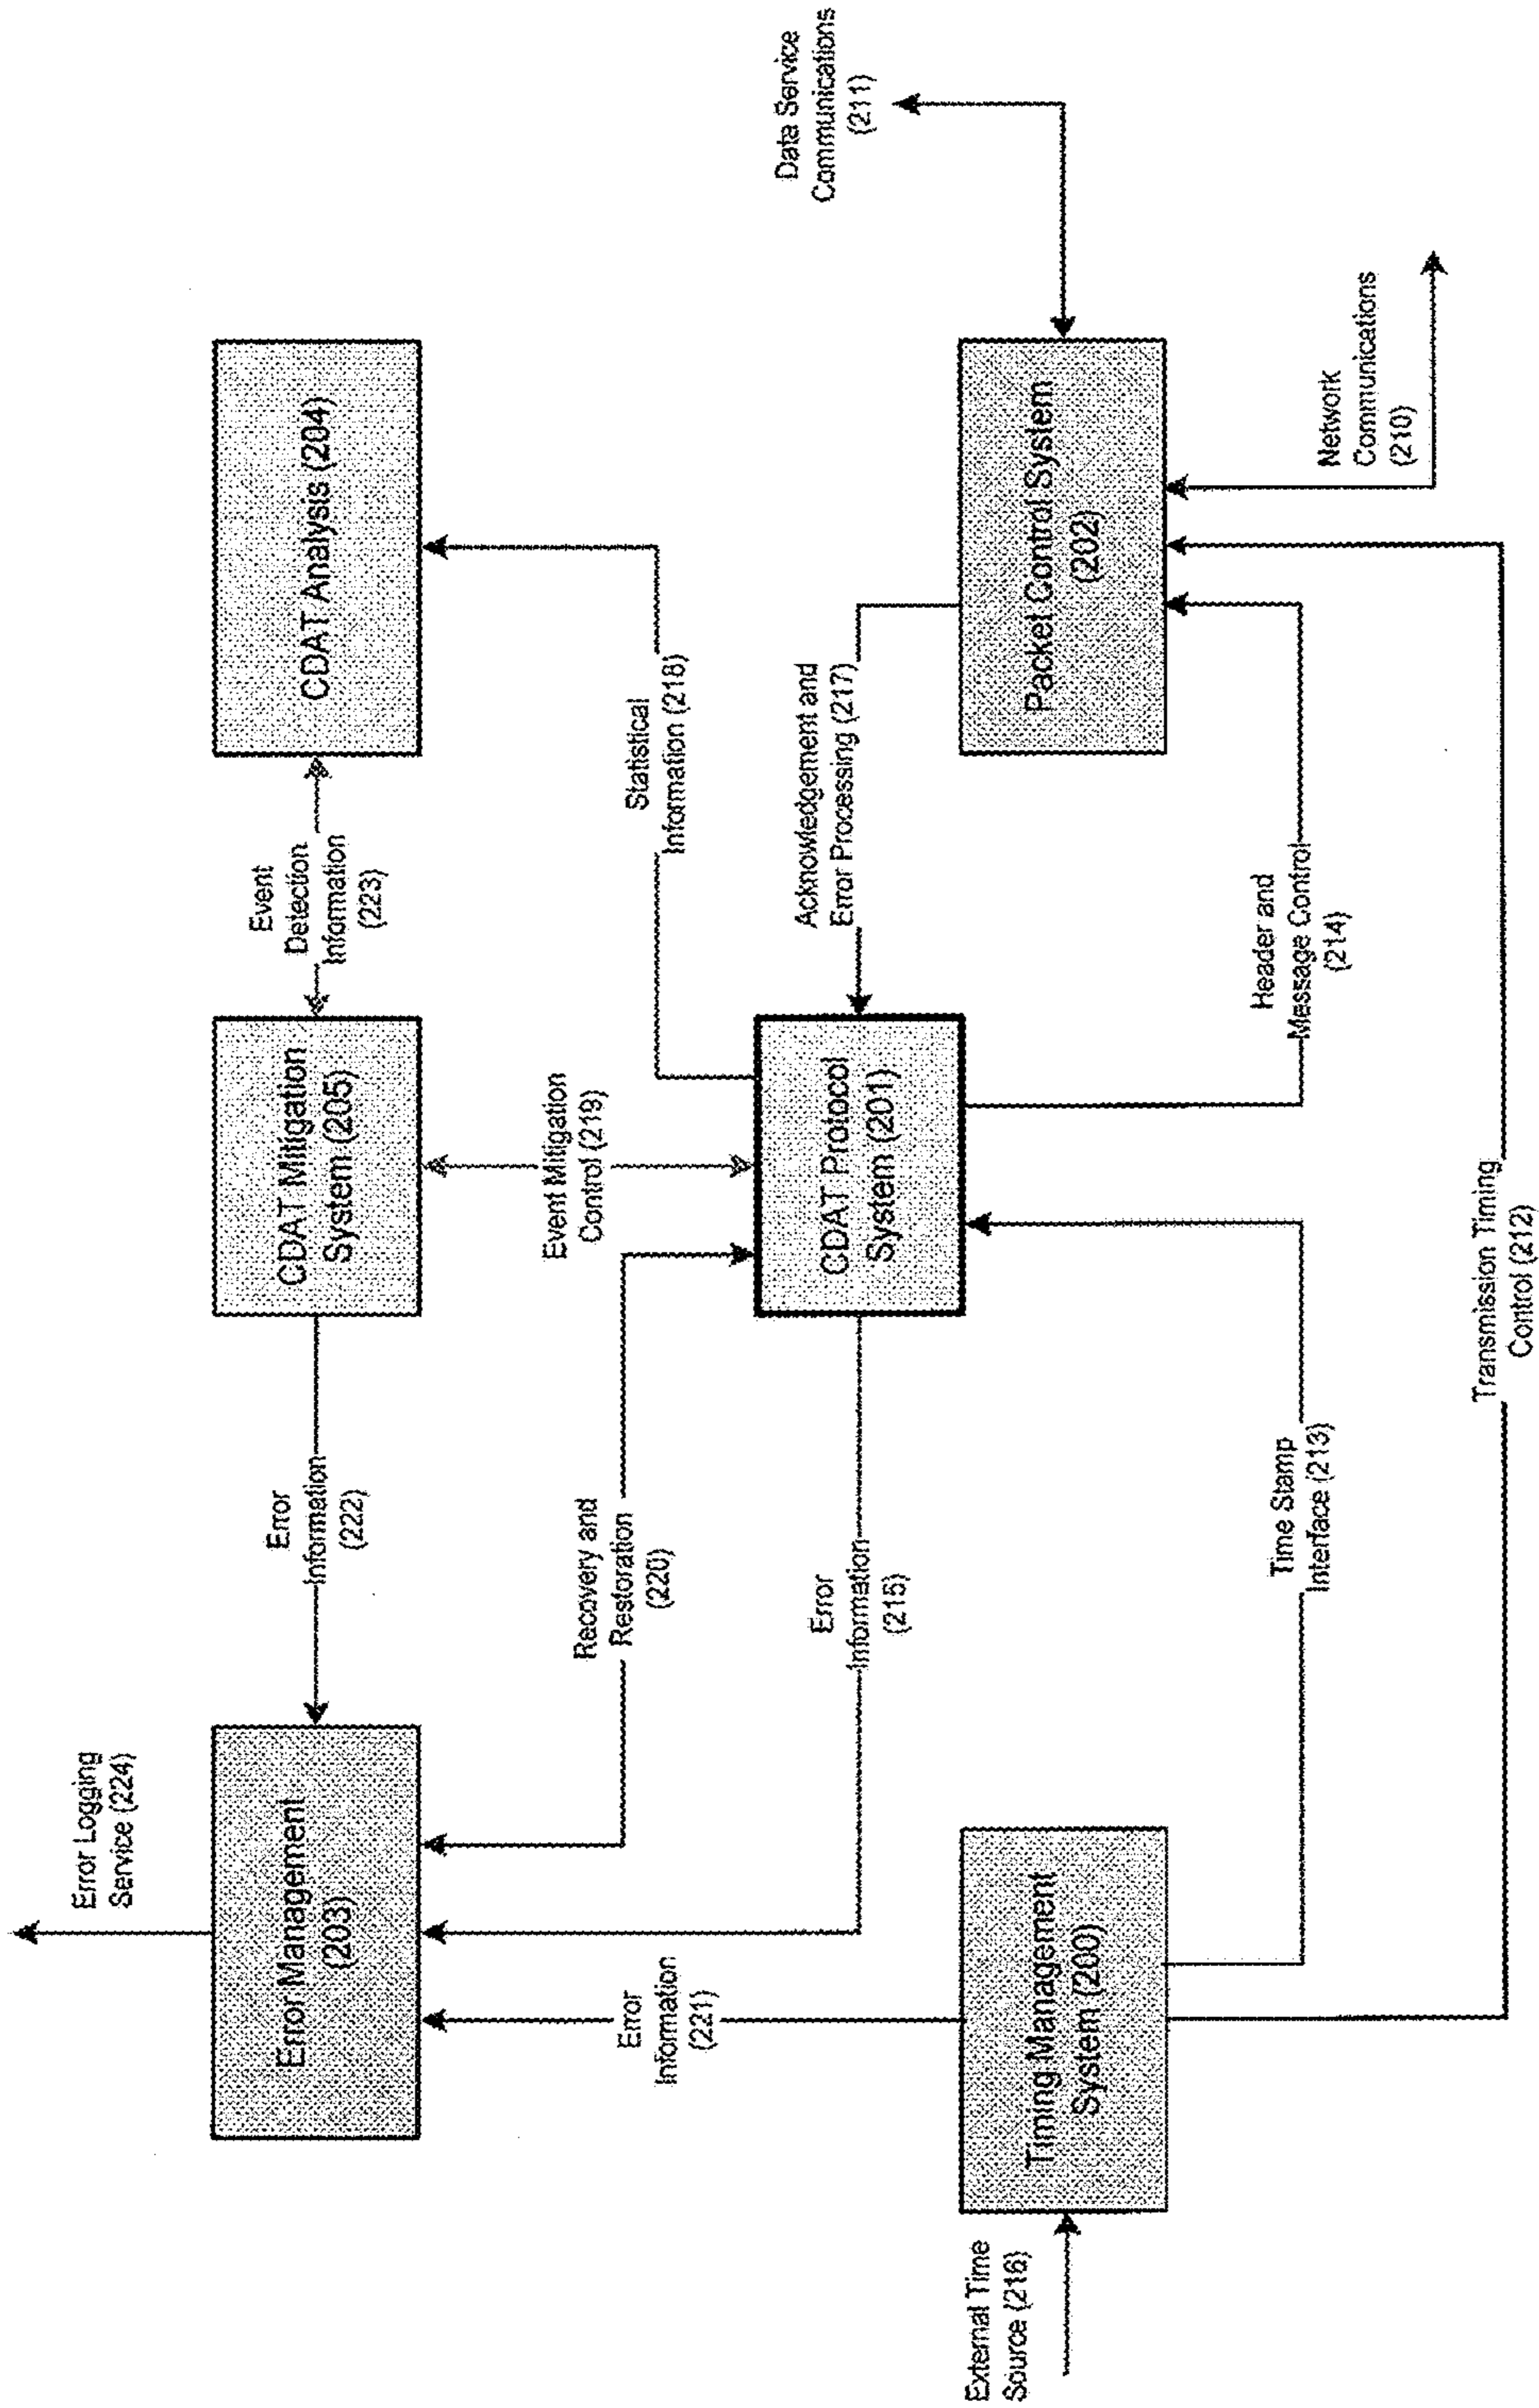 Error Logging
Service (224)
Error Management
(203)
Error
Information
(222)
CDAT Mitigation
System (205)
Event
Detection
Information
(223)
CDAT Analysis (204)
Recovery and
Restoration
(220)
Event Mitigation
Control (219)
Statistical
Information (218)
Error
Information
(221)
Error
Information
(215)
CDAT Protocol
System (201)
Acknowledgement and
Error Processing (217)
Data Service
Communications
(211)
External Time
Source (216)
Timing Management
System (200)
Packet Control System
(202)
Time Stamp
Interface (213)
Header and
Message Control
(214)
Network
Communications
(210)
Transmission Timing
Control (212)